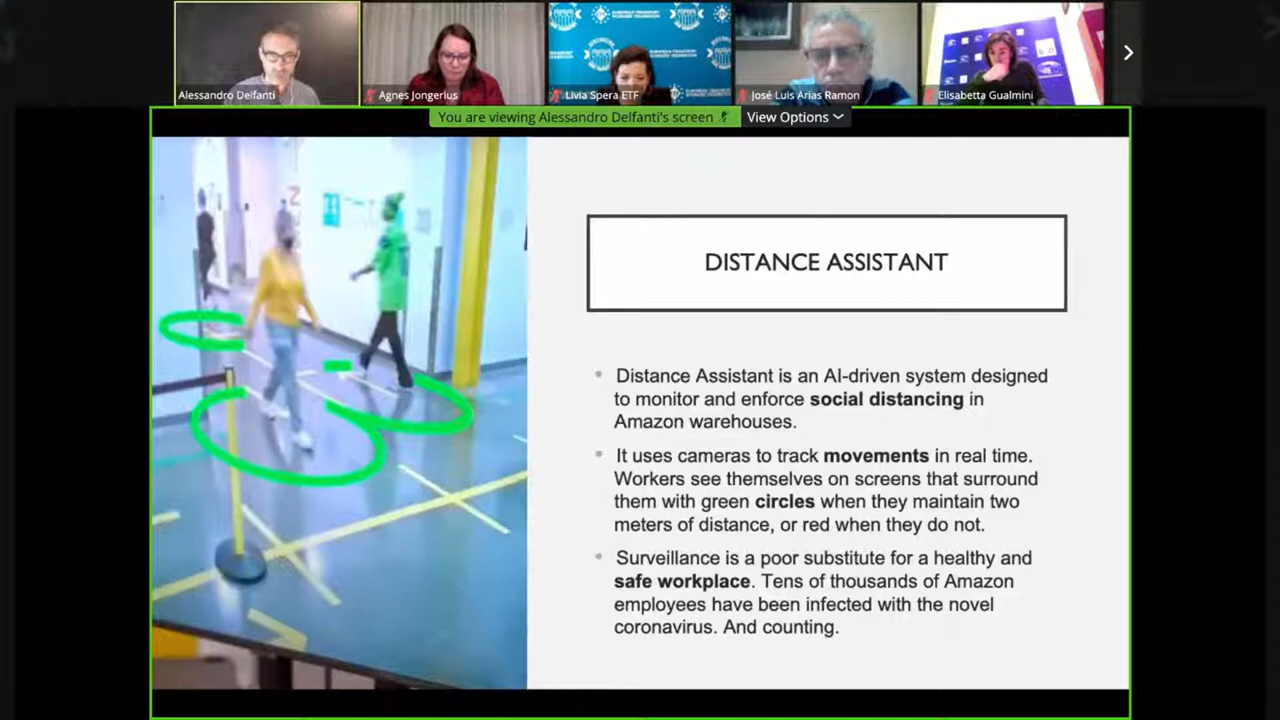 Alessandro Delfanti
Agnes Jongerius
Livia Spera ETF
José Luis Arias Ramon
Elisabetta Gualmini
You are viewing Alessandro Delfanti's screen
View Options
DISTANCE ASSISTANT
Distance Assistant is an AI-driven system designed
to monitor and enforce social distancing in
Amazon warehouses.
It uses cameras to track movements in real time.
Workers see themselves on screens that surround
them with green circles when they maintain two
meters of distance, or red when they do not.
Surveillance is a poor substitute for a healthy and
safe workplace. Tens of thousands of Amazon
employees have been infected with the novel
coronavirus. And counting.